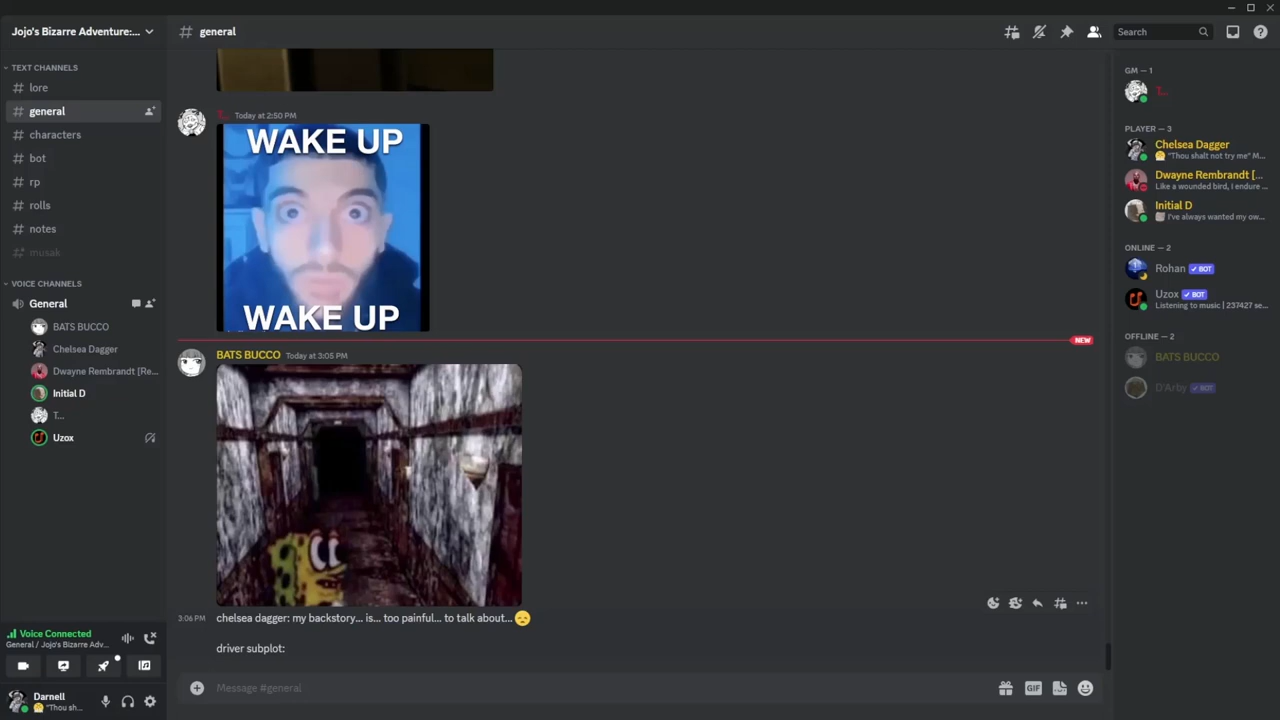 Jojo's Bizarre Adventure:...
general
Search
TEXT CHANNELS
lore
general
characters
bot
rp
rolls
notes
musak
VOICE CHANNELS
General
BATS BUCCO
Chelsea Dagger
Dwayne Rembrandt [Re...
Initial D
T...
Uzox
Voice Connected
General / Jojo's Bizarre Adv...
Darnell
"Thou sh...
Today at 2:50 PM
WAKE UP
WAKE UP
NEW
BATS BUCCO Today at 3:05 PM
3:06 PM chelsea dagger: my backstory... is... too painful... to talk about... 😞
driver subplot:
Message #general
GIF
GM — 1
T...
PLAYER — 3
Chelsea Dagger
"Thou shalt not try me" M...
Dwayne Rembrandt [...
Like a wounded bird, I endure ...
Initial D
I've always wanted my ow...
ONLINE — 2
Rohan ✓ BOT
Uzox ✓ BOT
Listening to music | 237427 se...
OFFLINE — 2
BATS BUCCO
D'Arby ✓ BOT